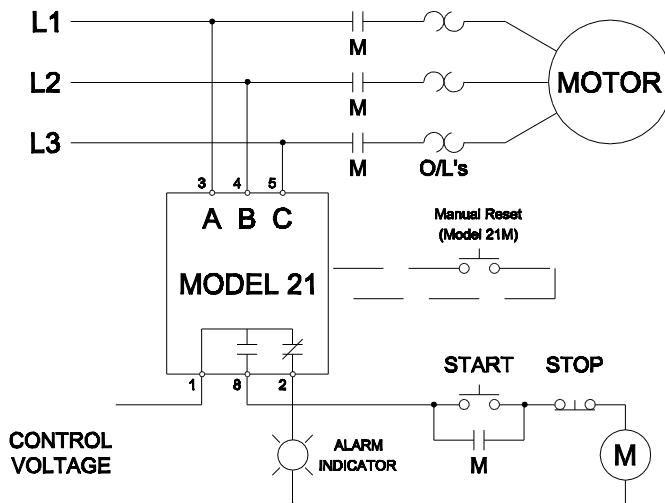 L1
M
L2
M
MOTOR
L3
M
O/L's
3 4 5
A B C
Manual Reset
(Model 21M)
MODEL 21
1 8 2
START STOP
CONTROL
VOLTAGE
ALARM
INDICATOR
M
M